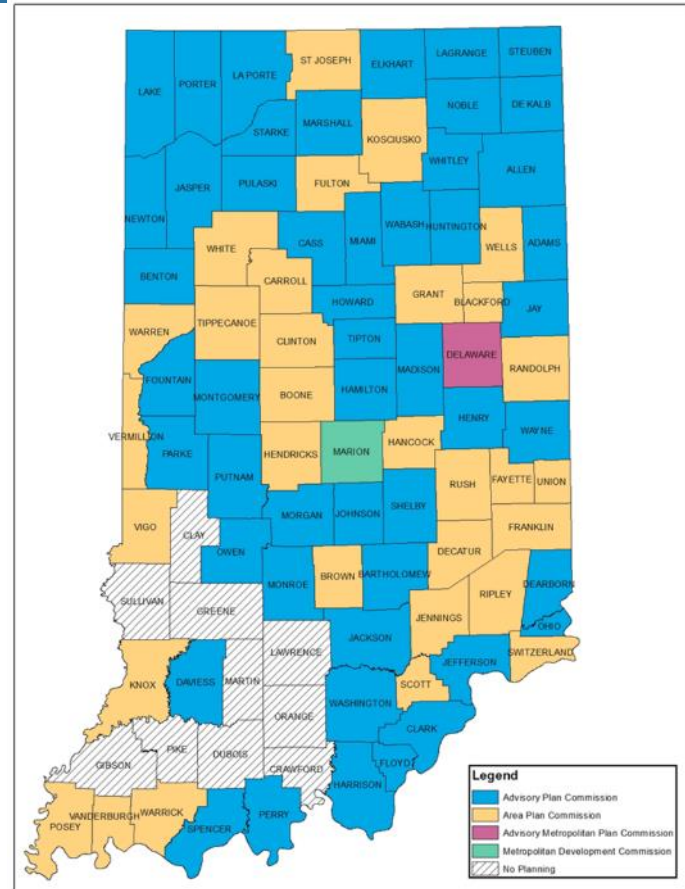 LAKE
PORTER
LA PORTE
ST JOSEPH
ELKHART
LAGRANGE
STEUBEN
NOBLE
DE KALB
STARKE
MARSHALL
KOSCIUSKO
WHITLEY
ALLEN
NEWTON
JASPER
PULASKI
FULTON
WHITE
CASS
MIAMI
WABASH
HUNTINGTON
WELLS
ADAMS
BENTON
CARROLL
HOWARD
GRANT
BLACKFORD
JAY
WARREN
TIPPECANOE
CLINTON
TIPTON
MADISON
DELAWARE
RANDOLPH
FOUNTAIN
MONTGOMERY
BOONE
HAMILTON
HENRY
WAYNE
VERMILLION
PARKE
PUTNAM
HENDRICKS
MARION
HANCOCK
RUSH
FAYETTE
UNION
VIGO
CLAY
OWEN
MORGAN
JOHNSON
SHELBY
FRANKLIN
DECATUR
SULLIVAN
GREENE
MONROE
BROWN
BARTHOLOMEW
JENNINGS
RIPLEY
DEARBORN
OHIO
JACKSON
SWITZERLAND
KNOX
DAVIESS
MARTIN
LAWRENCE
ORANGE
WASHINGTON
SCOTT
JEFFERSON
CLARK
GIBSON
PIKE
DUBOIS
CRAWFORD
HARRISON
FLOYD
POSEY
VANDERBURGH
WARRICK
SPENCER
PERRY
Legend
Advisory Plan Commission
Area Plan Commission
Advisory Metropolitan Plan Commission
Metropolitan Development Commission
No Planning